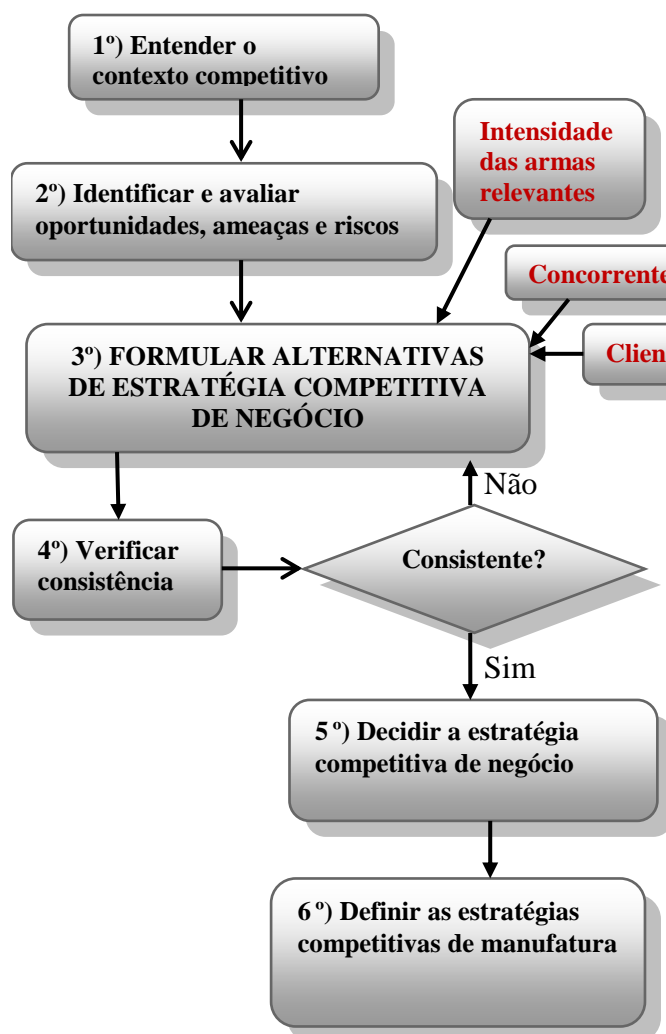 1º) Entender o
contexto competitivo
Intensidade
das armas
relevantes
2º) Identificar e avaliar
oportunidades, ameaças e riscos
Concorrente
Clien
3º) FORMULAR ALTERNATIVAS
DE ESTRATÉGIA COMPETITIVA
DE NEGÓCIO
Não
4º) Verificar
consistência
Consistente?
Sim
5º) Decidir a estratégia
competitiva de negócio
6º) Definir as estratégias
competitivas de manufatura